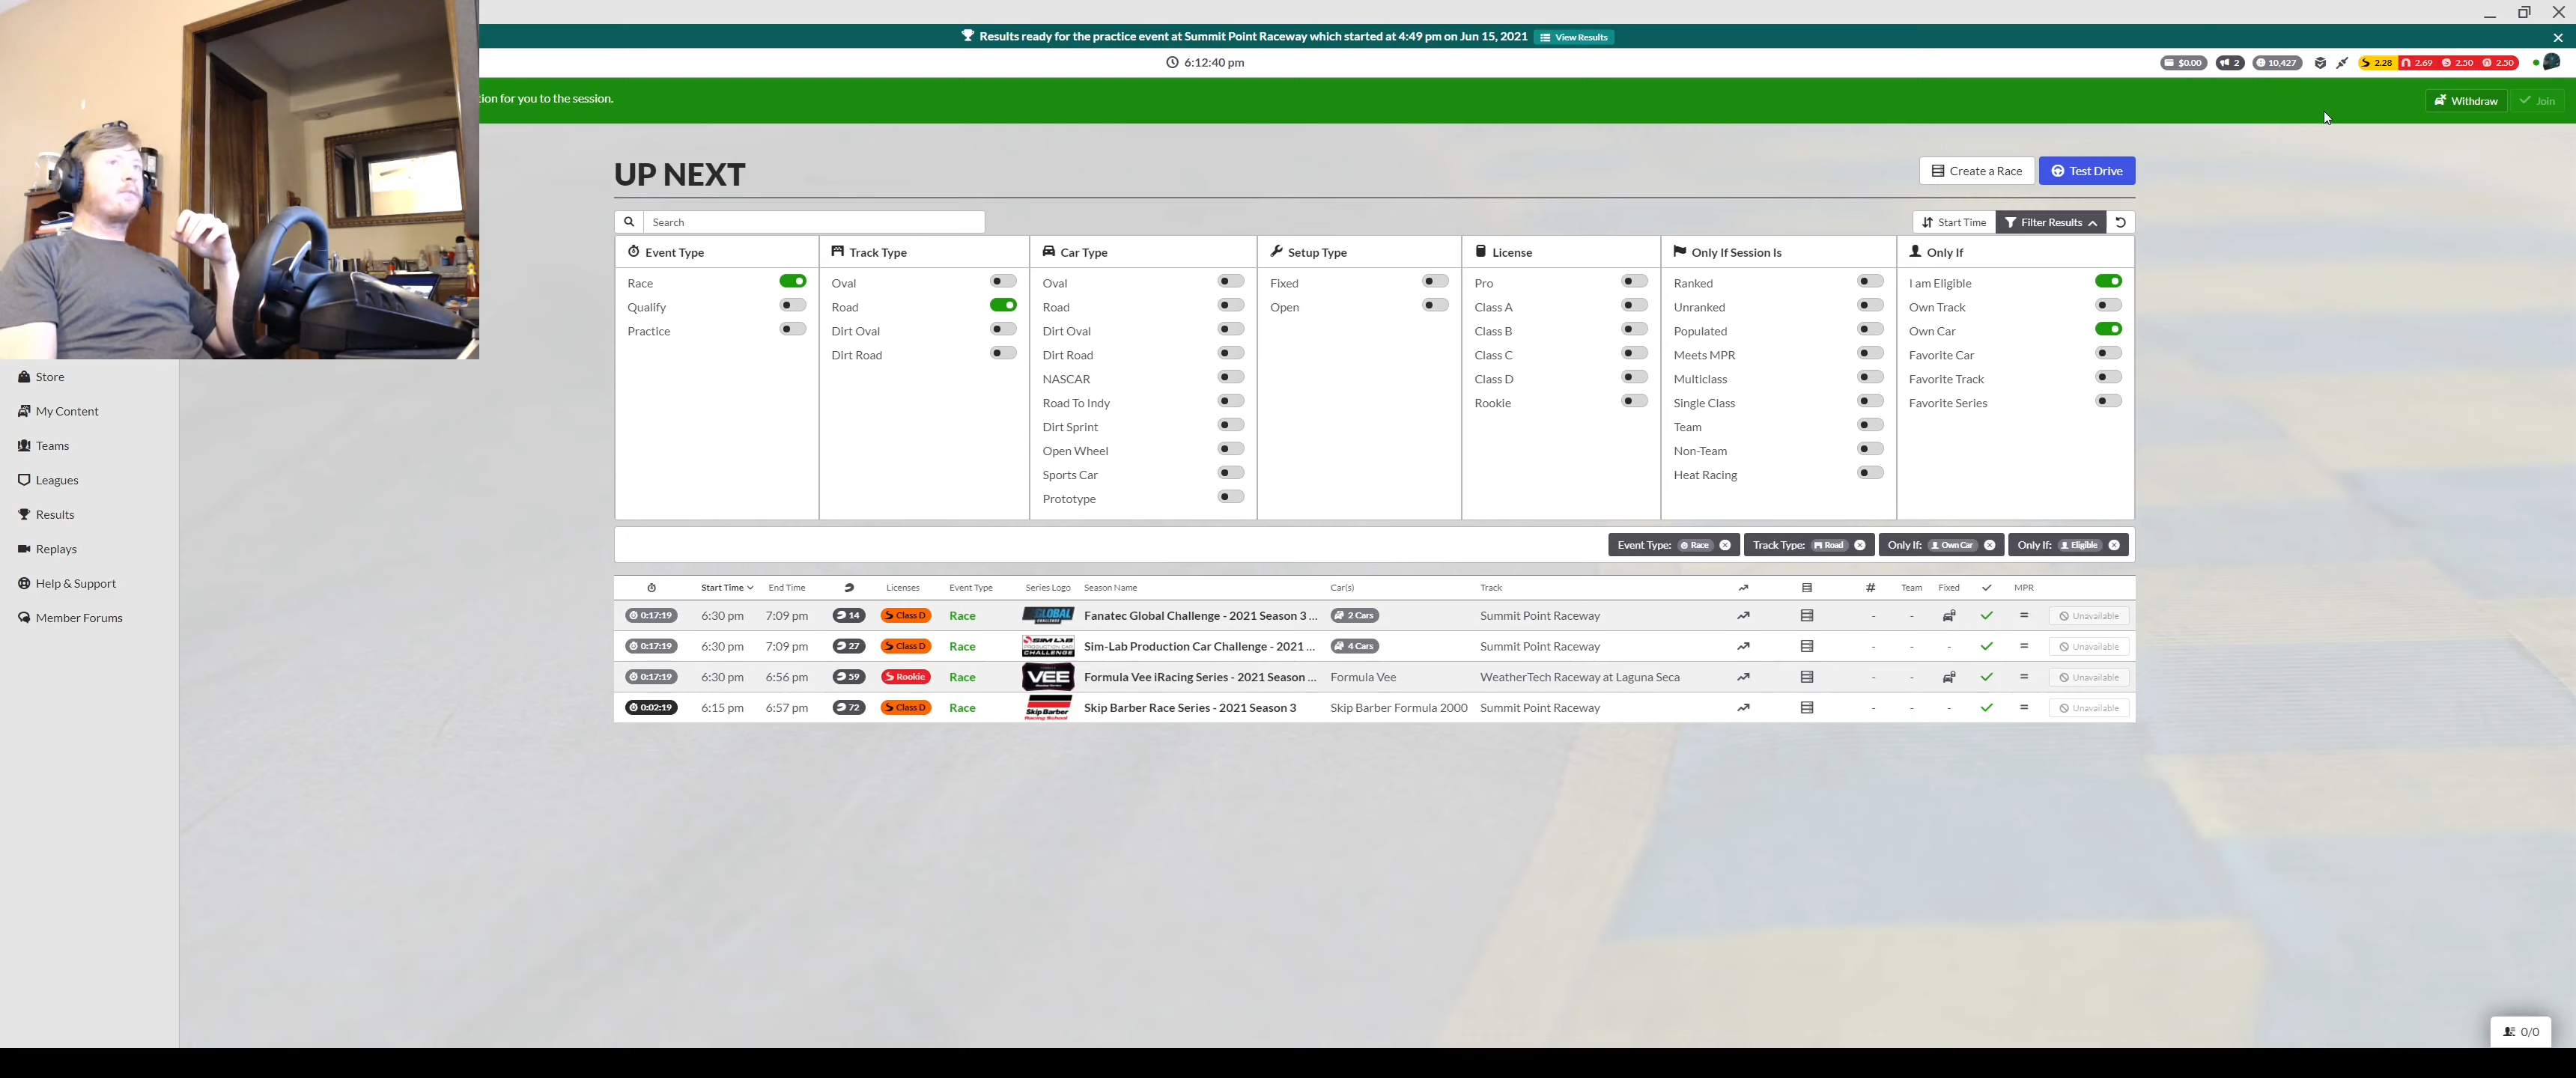 Results ready for the practice event at Summit Point Raceway which started at 4:49 pm on Jun 15, 2021 View Results
6:12:40 pm $0.00 2 10,427 2.28 2.69 2.50 2.50
tion for you to the session. Withdraw Join
UP NEXT Create a Race Test Drive
Search Start Time Filter Results
Event Type Track Type Car Type Setup Type License Only If Session Is Only If
Race Oval Oval Fixed Pro Ranked I am Eligible
Qualify Road Road Open Class A Unranked Own Track
Practice Dirt Oval Dirt Oval Class B Populated Own Car
Dirt Road Dirt Road Class C Meets MPR Favorite Car
Store NASCAR Class D Multiclass Favorite Track
Road To Indy Rookie Single Class Favorite Series
My Content
Dirt Sprint Team
Teams Open Wheel Non-Team
Leagues Sports Car Heat Racing
Prototype
Results
Replays Event Type: Race Track Type: Road Only If: Own Car Only If: Eligible
Help & Support Start Time End Time Licenses Event Type Series Logo Season Name Car(s) Track # Team Fixed MPR
Member Forums 0:17:19 6:30 pm 7:09 pm 14 Class D Race GLOBAL CHALLENGE Fanatec Global Challenge - 2021 Season 3 ... 2 Cars Summit Point Raceway - - = Unavailable
0:17:19 6:30 pm 7:09 pm 27 Class D Race SIM LAB PRODUCTION CAR CHALLENGE Sim-Lab Production Car Challenge - 2021 ... 4 Cars Summit Point Raceway - - - = Unavailable
0:17:19 6:30 pm 6:56 pm 59 Rookie Race VEE Formula Vee iRacing Series - 2021 Season ... Formula Vee WeatherTech Raceway at Laguna Seca - - = Unavailable
0:02:19 6:15 pm 6:57 pm 72 Class D Race Skip Barber Racing School Skip Barber Race Series - 2021 Season 3 Skip Barber Formula 2000 Summit Point Raceway - - - = Unavailable
0/0